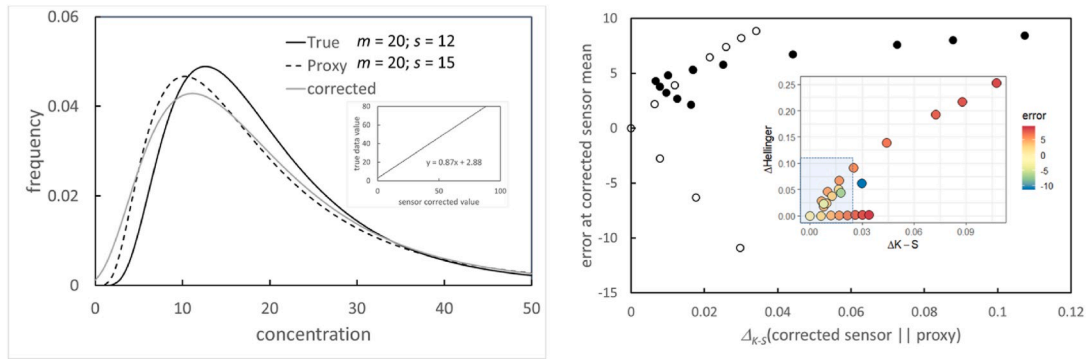 0.06
0.04
0.02
0
frequency
0 10 20 30 40 50
concentration
True m = 20; s = 12
Proxy m = 20; s = 15
corrected
true data value
80
60
40
20
0
y = 0.87x + 2.88
0 50 100
sensor corrected value
10
5
0
-5
-10
-15
error at corrected sensor mean
0 0.02 0.04 0.06 0.08 0.1 0.12
ΔK-S(corrected sensor || proxy)
0.25
0.20
0.15
0.10
0.05
0.00
ΔHellinger
0.00 0.03 0.06 0.09
ΔK – S
error
5
0
-5
-10